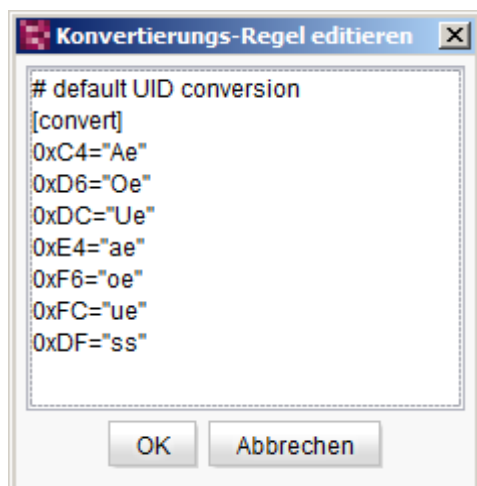 Konvertierungs-Regel editieren
# default UID conversion
[convert]
0xC4="Ae"
0xD6="Oe"
0xDC="Ue"
0xE4="ae"
0xF6="oe"
0xFC="ue"
0xDF="ss"
OK Abbrechen